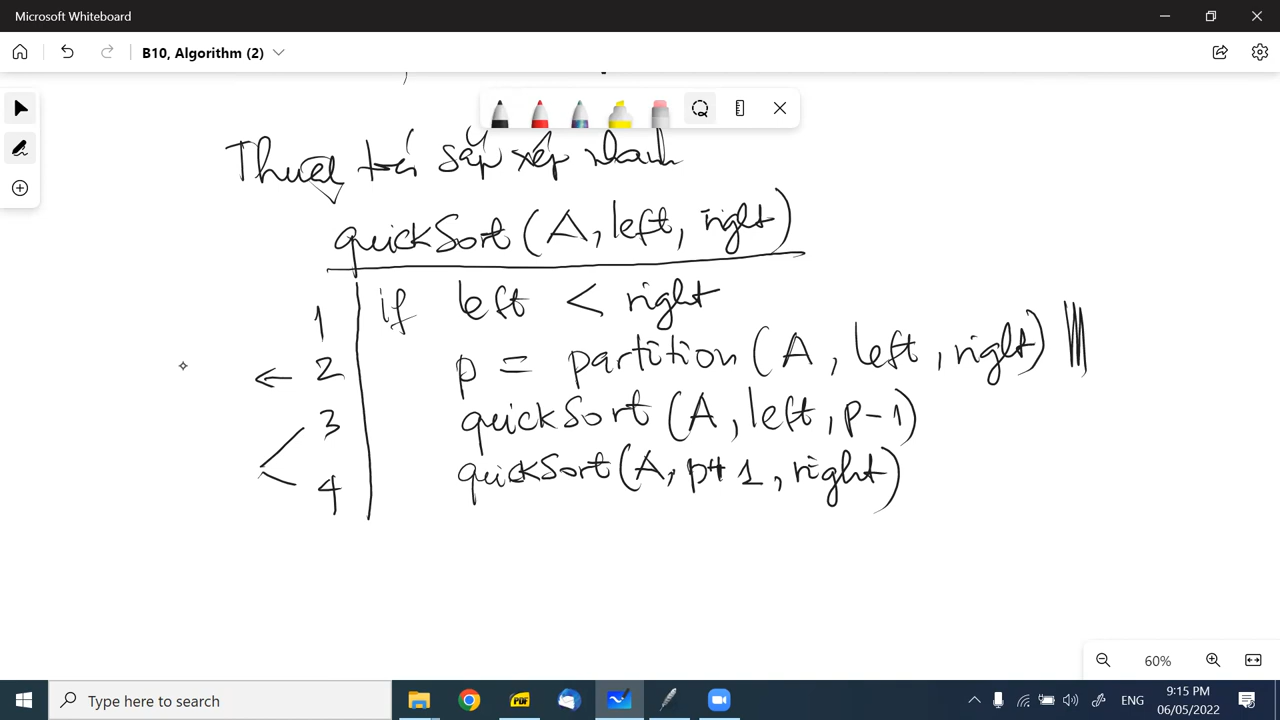 Microsoft Whiteboard
B10, Algorithm (2)
Thuật toán sắp xếp nhanh
quickSort (A, left, right)
1 if left < right
← 2 p = partition (A, left, right)
3 quickSort (A, left, p-1)
4 quickSort (A, p+1, right)
60%
Type here to search
PDF
ENG
9:15 PM
06/05/2022